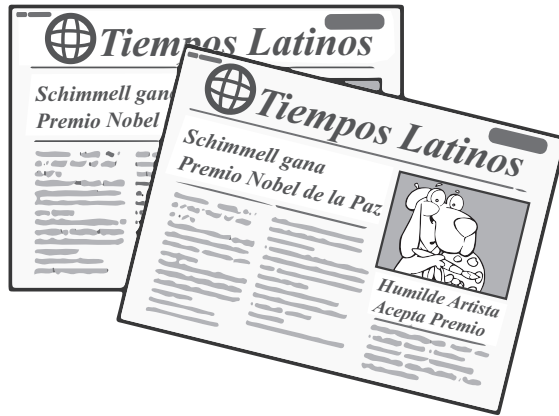 Tiempos Latinos
Schimmell gana
Premio Nobel
Tiempos Latinos
Schimmell gana
Premio Nobel de la Paz
Humilde Artista
Acepta Premio